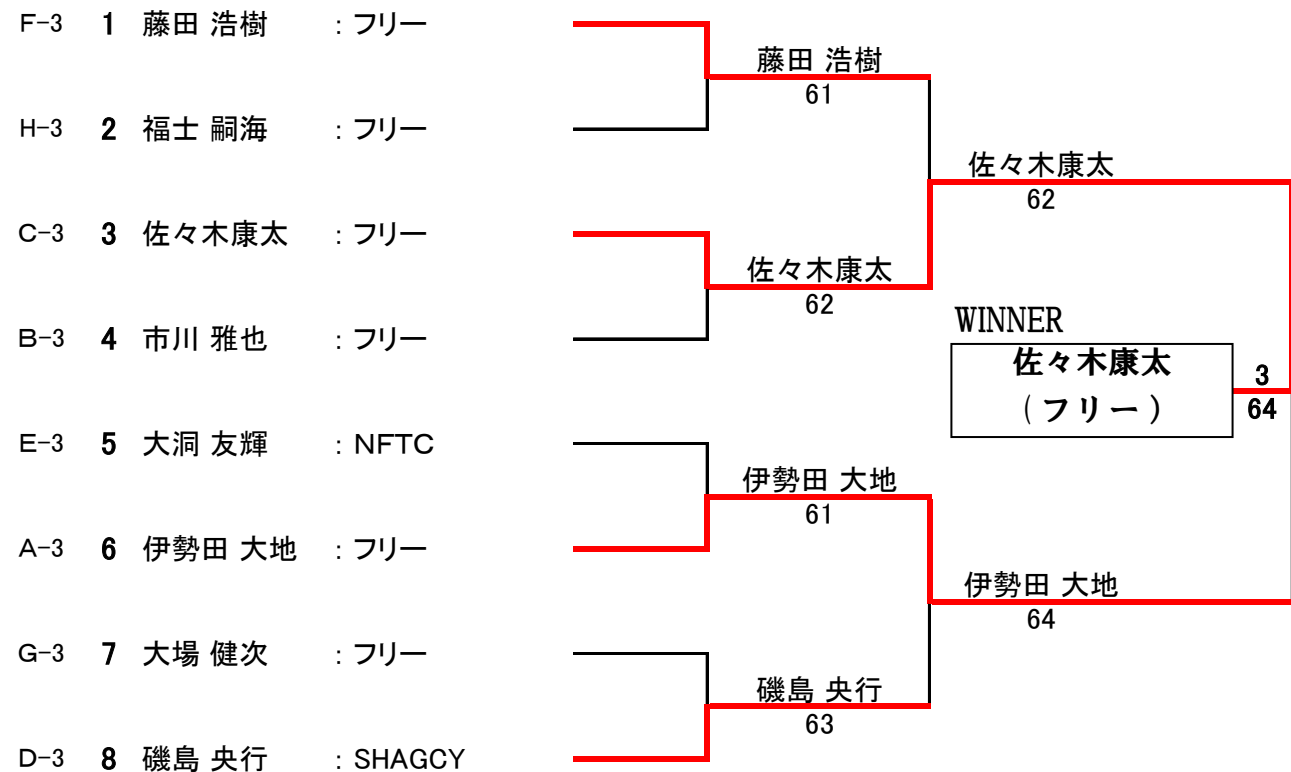 F-3 1 藤田 浩樹 : フリー
藤田 浩樹
61
H-3 2 福士 嗣海 : フリー
佐々木康太
62
C-3 3 佐々木康太 : フリー
佐々木康太
62
B-3 4 市川 雅也 : フリー
WINNER
佐々木康太
(フリー)
3
64
E-3 5 大洞 友輝 : NFTC
伊勢田 大地
61
A-3 6 伊勢田 大地 : フリー
伊勢田 大地
64
G-3 7 大場 健次 : フリー
磯島 央行
63
D-3 8 磯島 央行 : SHAGCY